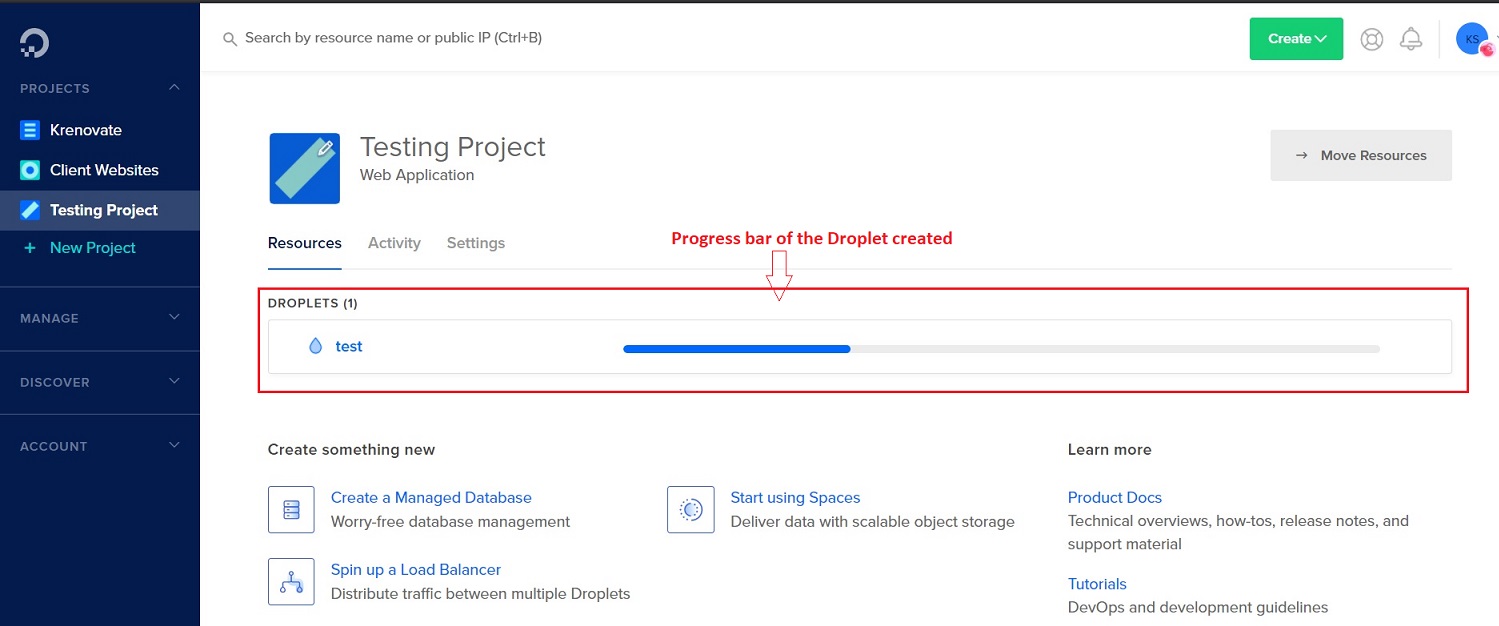 Search by resource name or public IP (Ctrl+B)
Create
KS
PROJECTS
Krenovate
Client Websites
Testing Project
+ New Project
MANAGE
DISCOVER
ACCOUNT
Testing Project
Web Application
→ Move Resources
Resources Activity Settings
Progress bar of the Droplet created
DROPLETS (1)
test
Create something new
Create a Managed Database
Worry-free database management
Spin up a Load Balancer
Distribute traffic between multiple Droplets
Start using Spaces
Deliver data with scalable object storage
Learn more
Product Docs
Technical overviews, how-tos, release notes, and
support material
Tutorials
DevOps and development guidelines